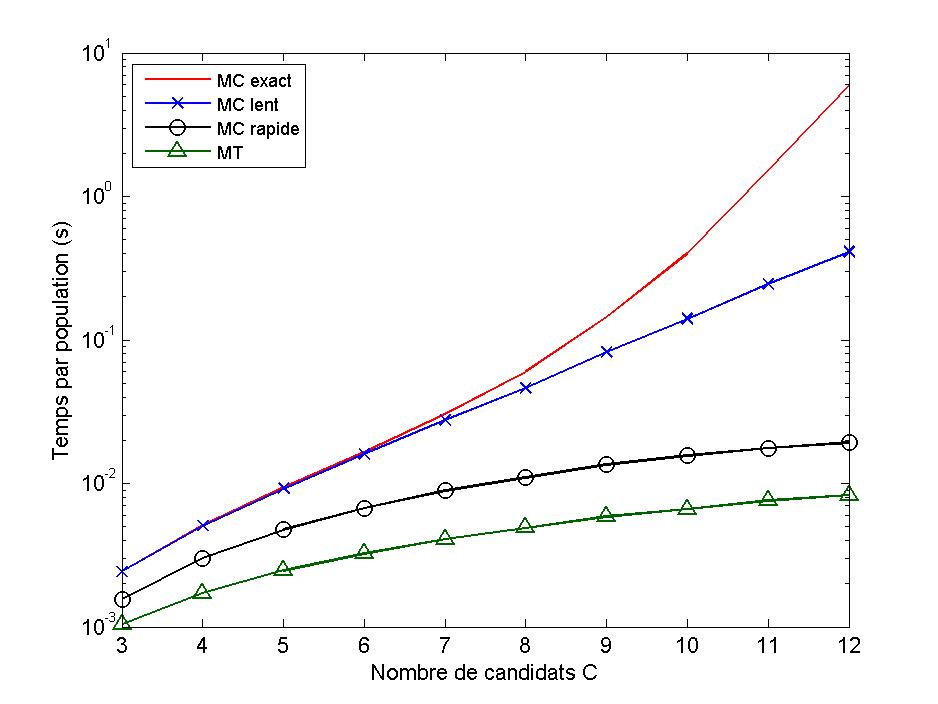 10^1
10^0
10^-1
10^-2
10^-3
Temps par population (s)
MC exact
MC lent
MC rapide
MT
3 4 5 6 7 8 9 10 11 12
Nombre de candidats C